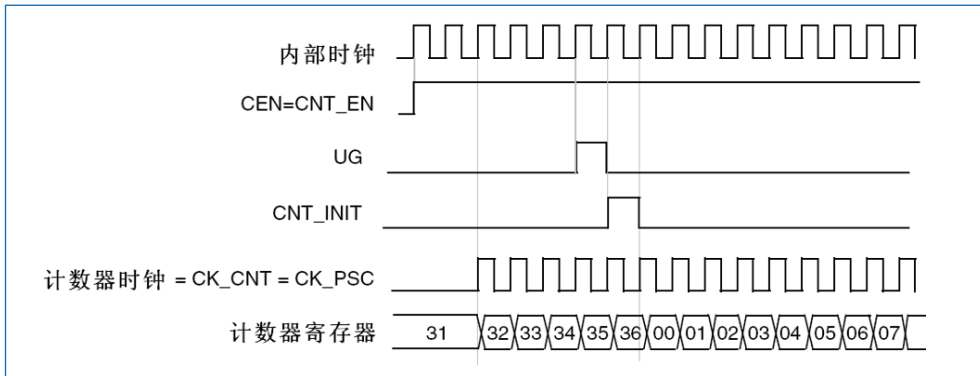 内部时钟
CEN=CNT_EN
UG
CNT_INIT
计数器时钟 = CK_CNT = CK_PSC
计数器寄存器 31 32 33 34 35 36 00 01 02 03 04 05 06 07